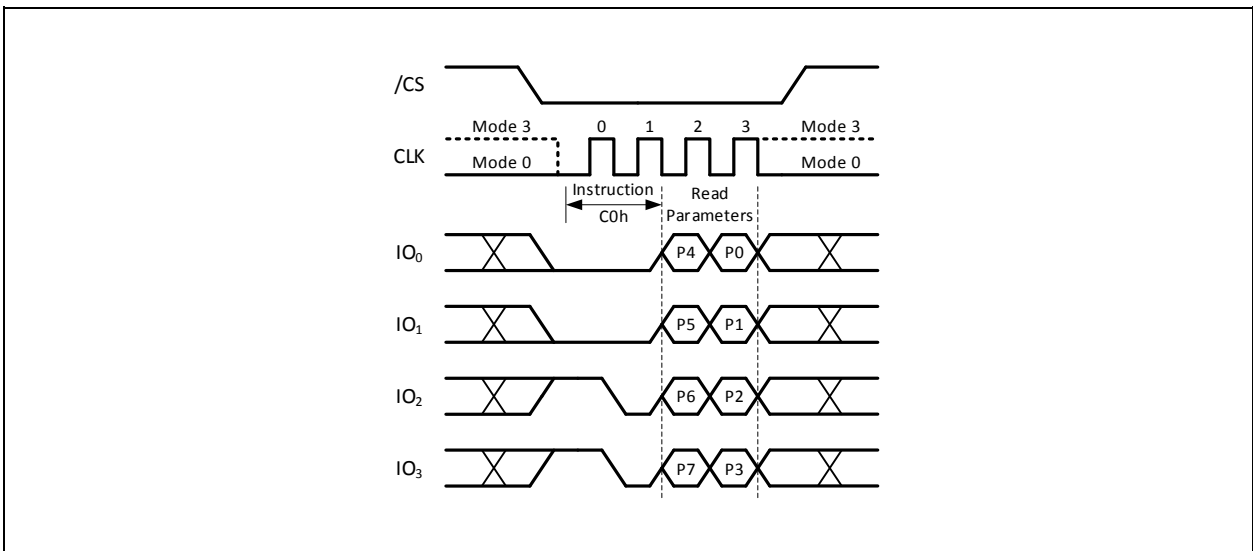 /CS
Mode 3 0 1 2 3 Mode 3
CLK
Mode 0 Mode 0
Instruction Read
C0h Parameters
IO₀ P4 P0
IO₁ P5 P1
IO₂ P6 P2
IO₃ P7 P3